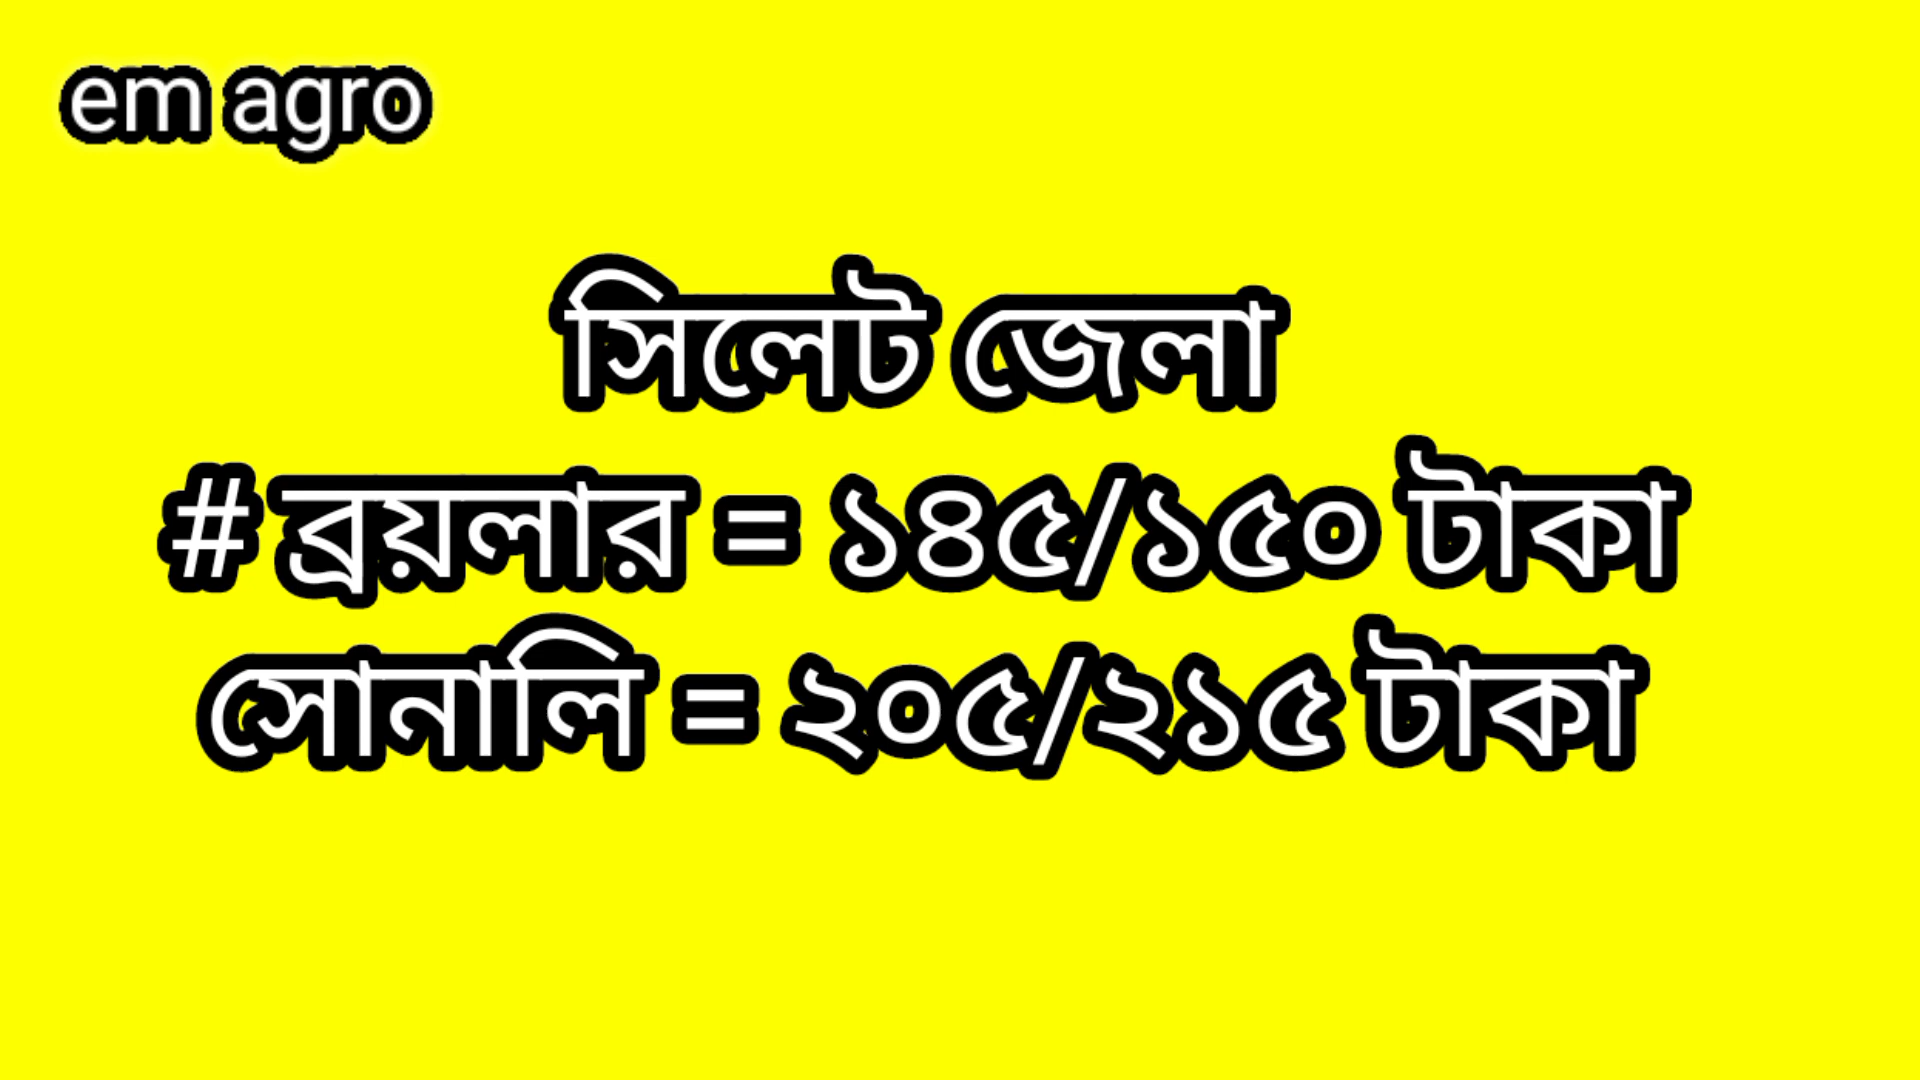 em agro
সিলেট জেলা
# ব্রয়লার = ১৪৫/১৫০ টাকা
সোনালি = ২০৫/২১৫ টাকা